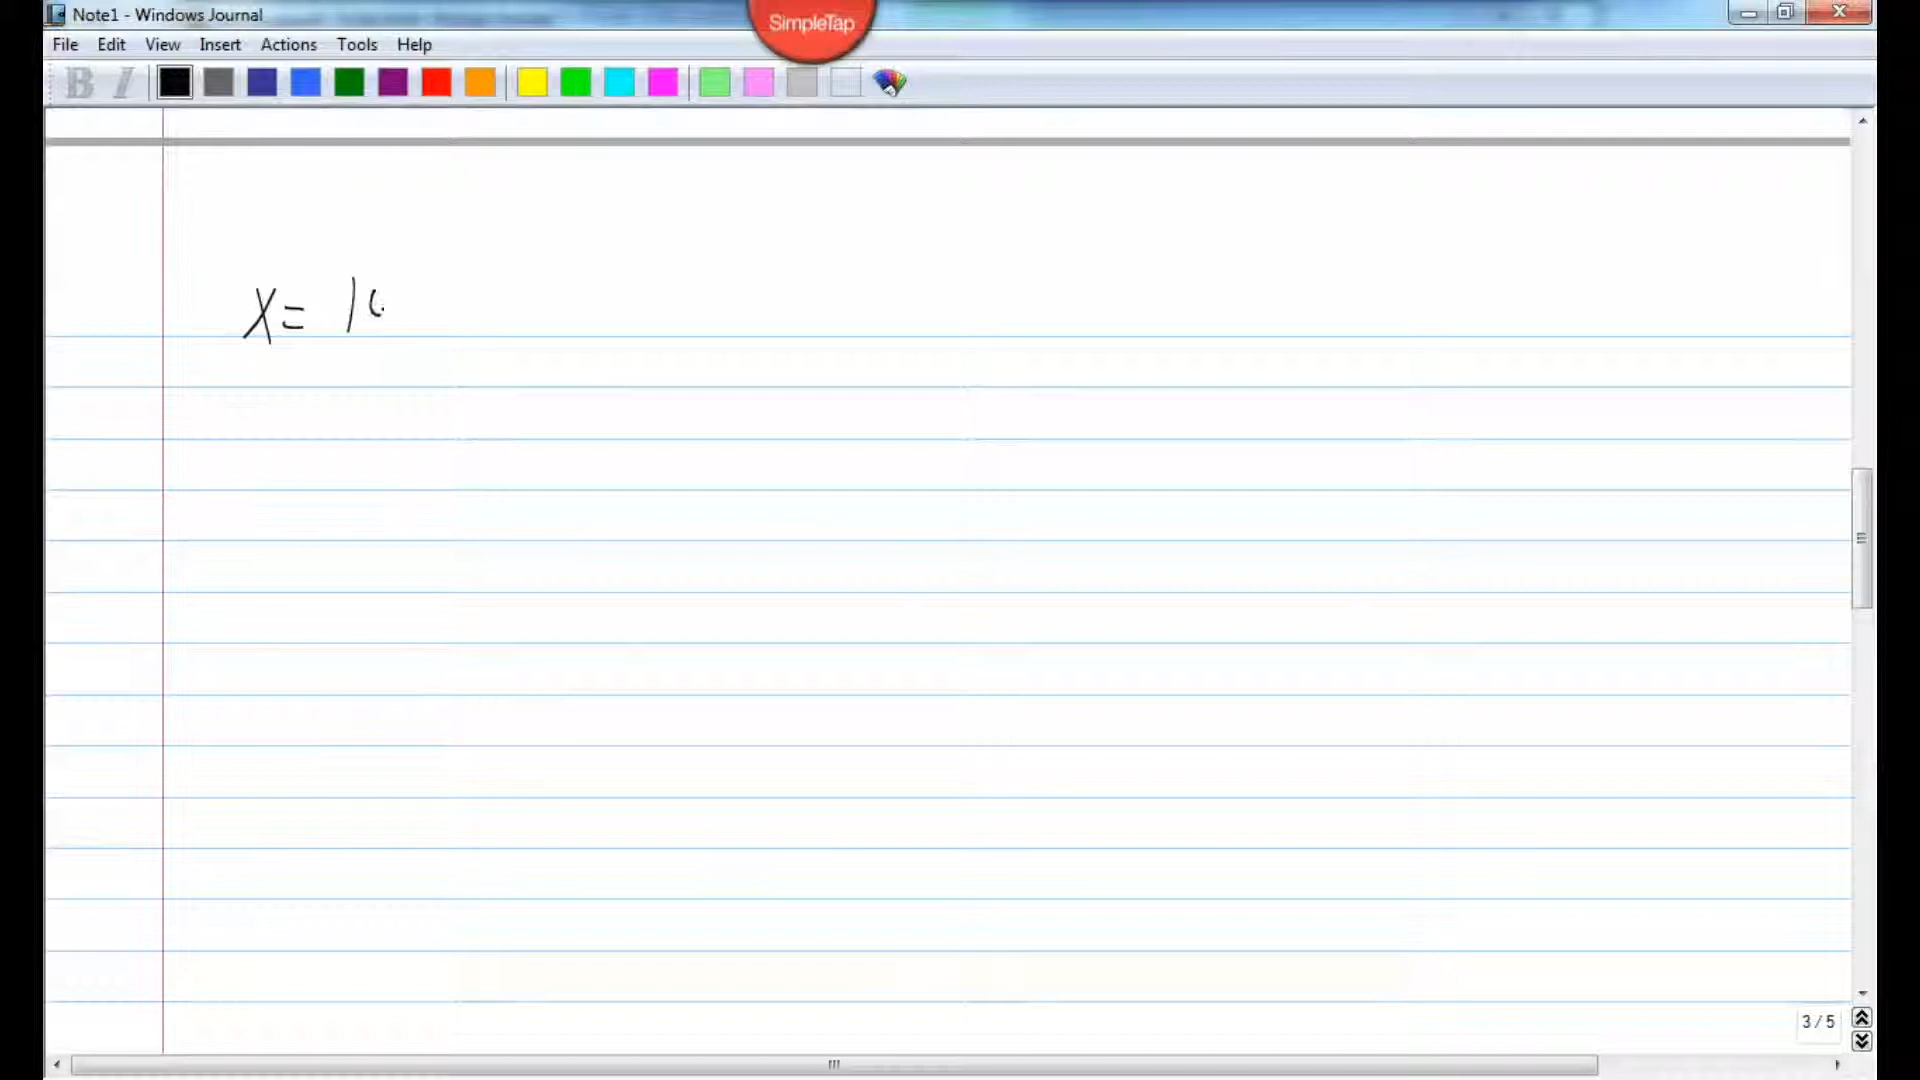 Note1 - Windows Journal
SimpleTap
File Edit View Insert Actions Tools Help
B I
x= 1
3 / 5